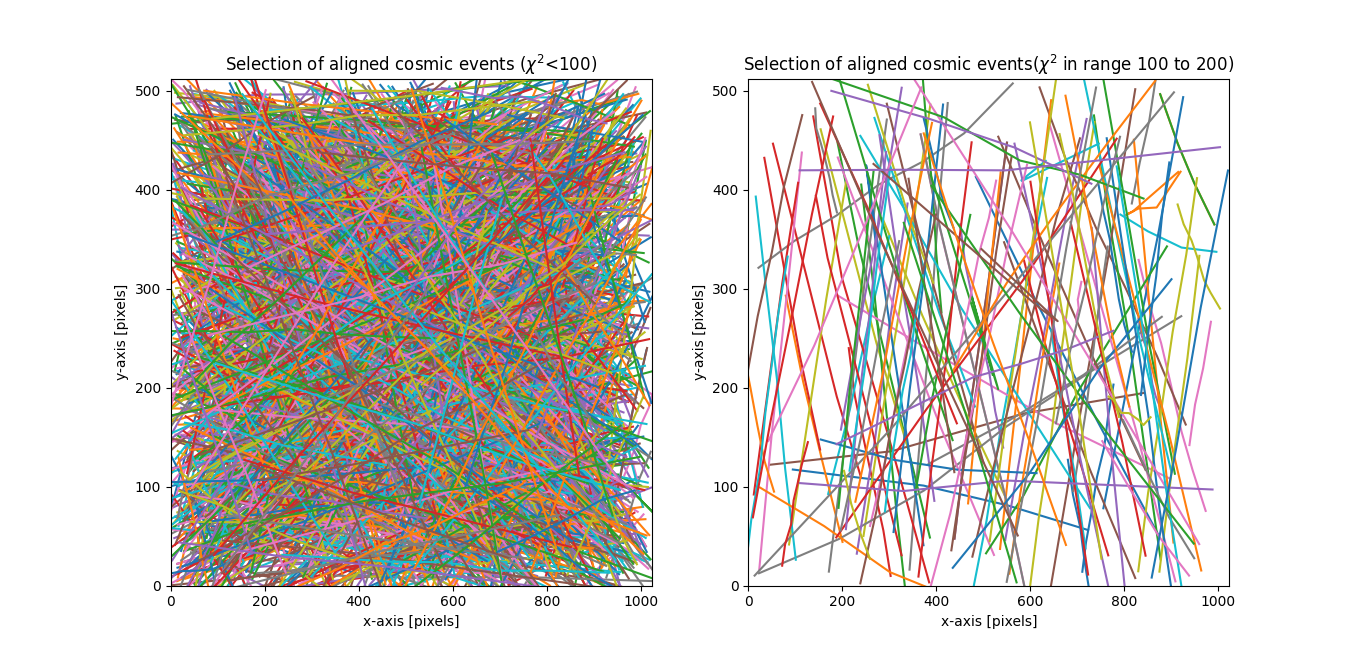 Selection of aligned cosmic events (χ²<100)
y-axis [pixels]
500
400
300
200
100
0
0 200 400 600 800 1000
x-axis [pixels]
Selection of aligned cosmic events(χ² in range 100 to 200)
y-axis [pixels]
500
400
300
200
100
0
0 200 400 600 800 1000
x-axis [pixels]